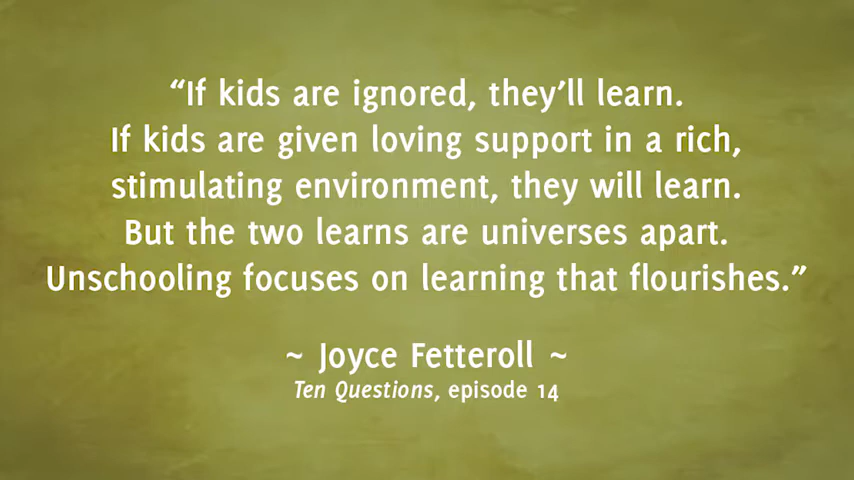 “If kids are ignored, they’ll learn.
If kids are given loving support in a rich,
stimulating environment, they will learn.
But the two learns are universes apart.
Unschooling focuses on learning that flourishes.”
~ Joyce Fetteroll ~
Ten Questions, episode 14